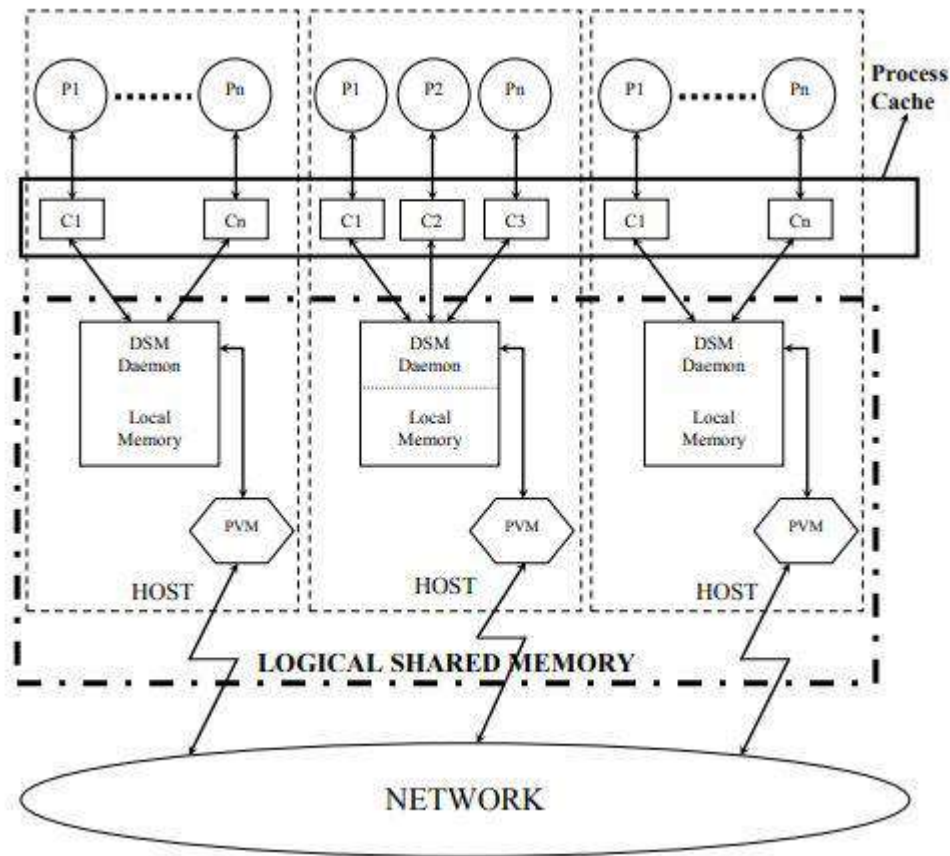 P1
Pn
P1
P2
Pn
P1
Pn
Process
Cache
C1
Cn
C1
C2
C3
C1
Cn
DSM
Daemon
Local
Memory
DSM
Daemon
Local
Memory
DSM
Daemon
Local
Memory
PVM
PVM
PVM
HOST
HOST
HOST
LOGICAL SHARED MEMORY
NETWORK